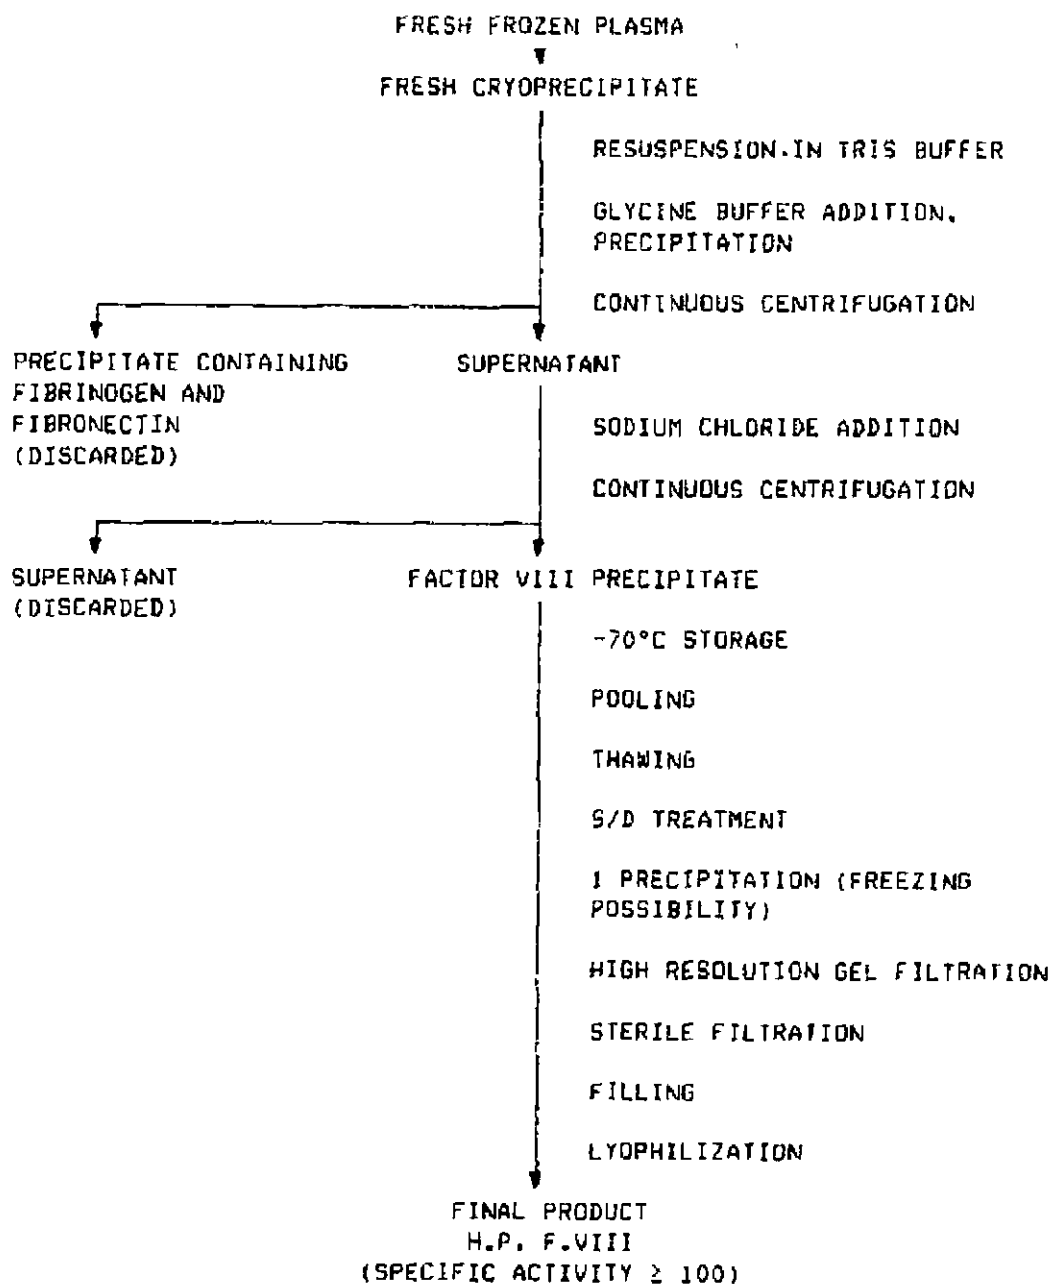 FRESH FROZEN PLASMA
FRESH CRYOPRECIPITATE
RESUSPENSION.IN TRIS BUFFER
GLYCINE BUFFER ADDITION.
PRECIPITATION
CONTINUOUS CENTRIFUGATION
PRECIPITATE CONTAINING
FIBRINOGEN AND
FIBRONECTIN
(DISCARDED)
SUPERNATANT
SODIUM CHLORIDE ADDITION
CONTINUOUS CENTRIFUGATION
SUPERNATANT
(DISCARDED)
FACTOR VIII PRECIPITATE
-70°C STORAGE
POOLING
THAWING
S/D TREATMENT
1 PRECIPITATION (FREEZING
POSSIBILITY)
HIGH RESOLUTION GEL FILTRATION
STERILE FILTRATION
FILLING
LYOPHILIZATION
FINAL PRODUCT
H.P. F.VIII
(SPECIFIC ACTIVITY ≥ 100)